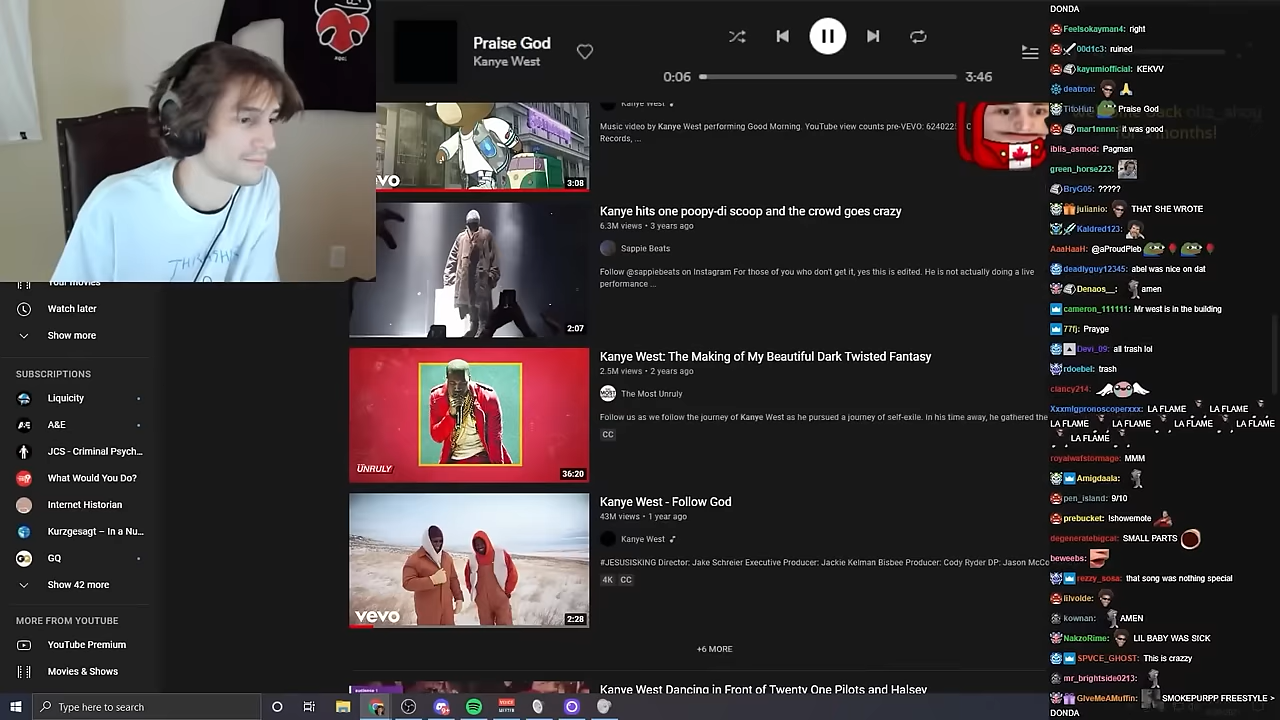 Praise God
Kanye West
0:06
3:46
Kanye West
Music video by Kanye West performing Good Morning. YouTube view counts pre-VEVO: 624022
Records, ...
VO
3:08
Kanye hits one poopy-di scoop and the crowd goes crazy
6.3M views • 3 years ago
Sappie Beats
Follow @sappiebeats on Instagram For those of you who don't get it, yes this is edited. He is not actually doing a live
performance ...
2:07
Kanye West: The Making of My Beautiful Dark Twisted Fantasy
2.5M views • 2 years ago
The Most Unruly
Follow us as we follow the journey of Kanye West as he pursued a journey of self-exile. In his time away, he gathered the
CC
UNRULY
36:20
Kanye West - Follow God
43M views • 1 year ago
Kanye West
#JESUSISKING Director: Jake Schreier Executive Producer: Jackie Kelman Bisbee Producer: Cody Ryder DP: Jason McCo
4K CC
vevo
2:28
+6 MORE
Kanye West Dancing in Front of Twenty One Pilots and Halsey
Your movies
Watch later
Show more
SUBSCRIPTIONS
Liquicity
A&E
JCS - Criminal Psych...
What Would You Do?
Internet Historian
Kurzgesagt – In a Nu...
GQ
Show 42 more
MORE FROM YOUTUBE
YouTube Premium
Movies & Shows
Type here to search
DONDA
Feelsokayman4: right
00d1c3: ruined
kayumiofficial: KEKVV
deatron:
TitoHut: Praise God
mar1nnnn: it was good
months!
iblis_asmod: Pagman
green_horse223:
BryG05: ?????
julianio: THAT SHE WROTE
Kaldred123:
AaaHaaH: @aProudPleb
deadlyguy12345: abel was nice on dat
Denaos__: amen
cameron_111111: Mr west is in the building
77fj: Prayge
Devi_09: all trash lol
rdoebel: trash
clancy214:
Xxxmlgpronoscoperxxx: LA FLAME LA FLAME
LA FLAME LA FLAME LA FLAME LA FLAME
LA FLAME
royalwafstormage: MMM
Amigdaala:
pen_island: 9/10
prebucket: !showemote
degeneratebigcat: SMALL PARTS
beweebs:
rezzy_sosa: that song was nothing special
lilvolde:
kownan: AMEN
NakzoRime: LIL BABY WAS SICK
SPVCE_GHOST: This is crazzy
mr_brightside0213:
GiveMeAMuffin: SMOKEPURPP FREESTYLE >
DONDA